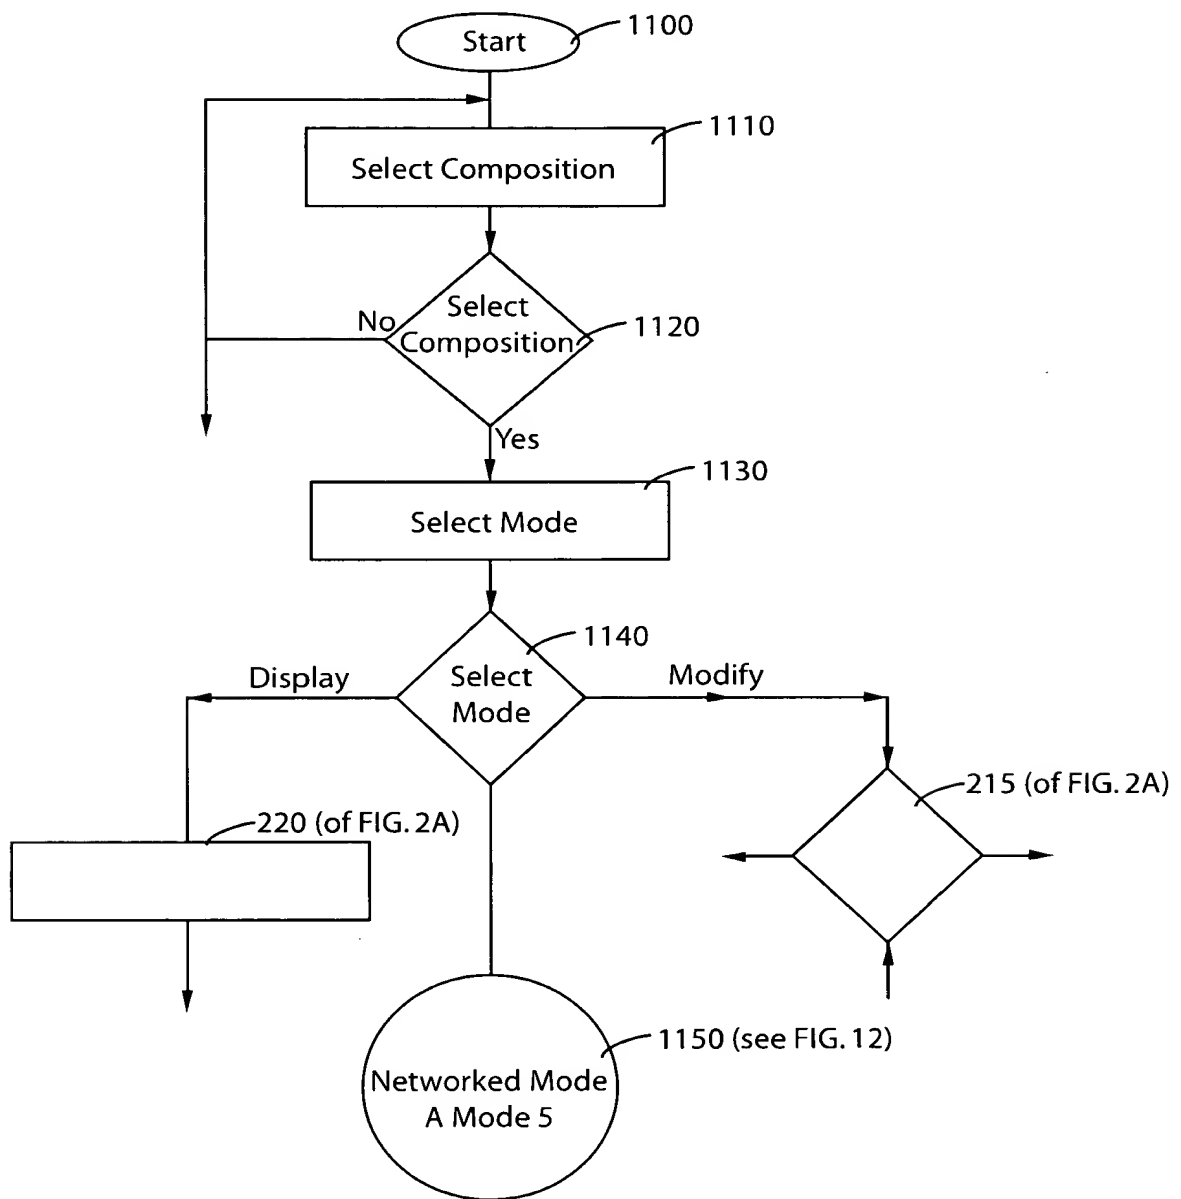 Start
1100
1110
Select Composition
Select
Composition
No
1120
Yes
1130
Select Mode
1140
Select
Mode
Display
Modify
215 (of FIG. 2A)
220 (of FIG. 2A)
1150 (see FIG. 12)
Networked Mode
A Mode 5